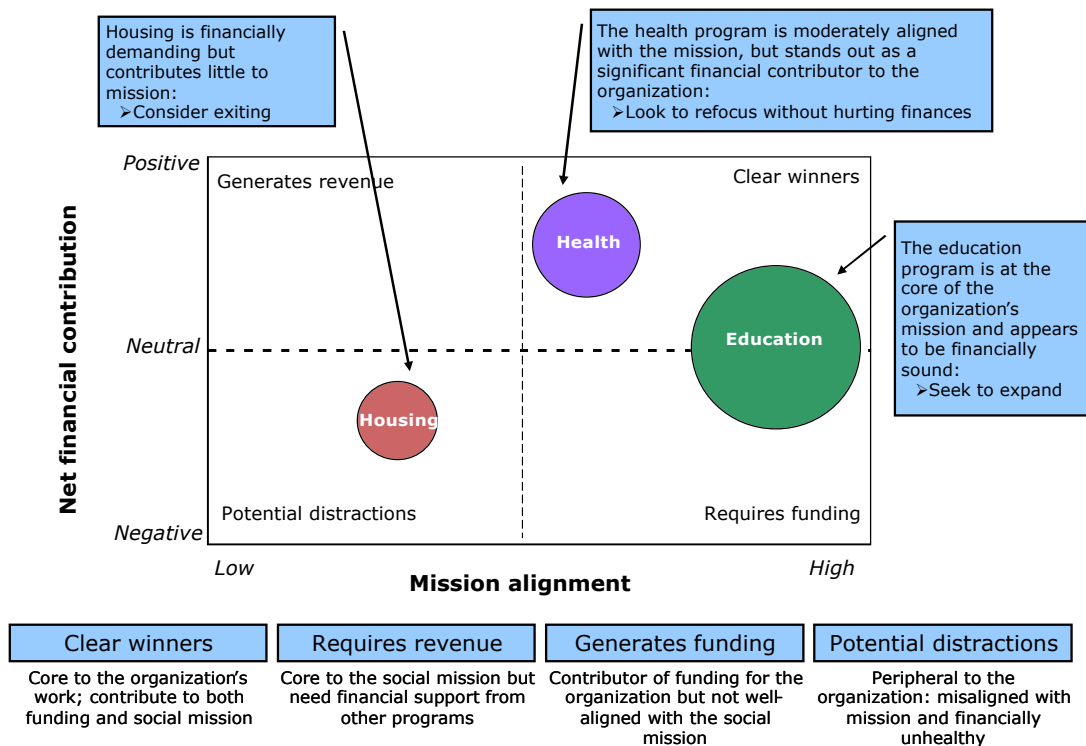 Housing is financially
demanding but
contributes little to
mission:
➢Consider exiting
The health program is moderately aligned
with the mission, but stands out as a
significant financial contributor to the
organization:
➢Look to refocus without hurting finances
Positive
Generates revenue
Clear winners
Health
The education
program is at the
core of the
organization’s
mission and appears
to be financially
sound:
➢Seek to expand
Net financial contribution
Neutral
Education
Housing
Potential distractions
Requires funding
Negative
Low
Mission alignment
High
Clear winners
Core to the organization’s
work; contribute to both
funding and social mission
Requires revenue
Core to the social mission but
need financial support from
other programs
Generates funding
Contributor of funding for the
organization but not well-
aligned with the social
mission
Potential distractions
Peripheral to the
organization: misaligned with
mission and financially
unhealthy